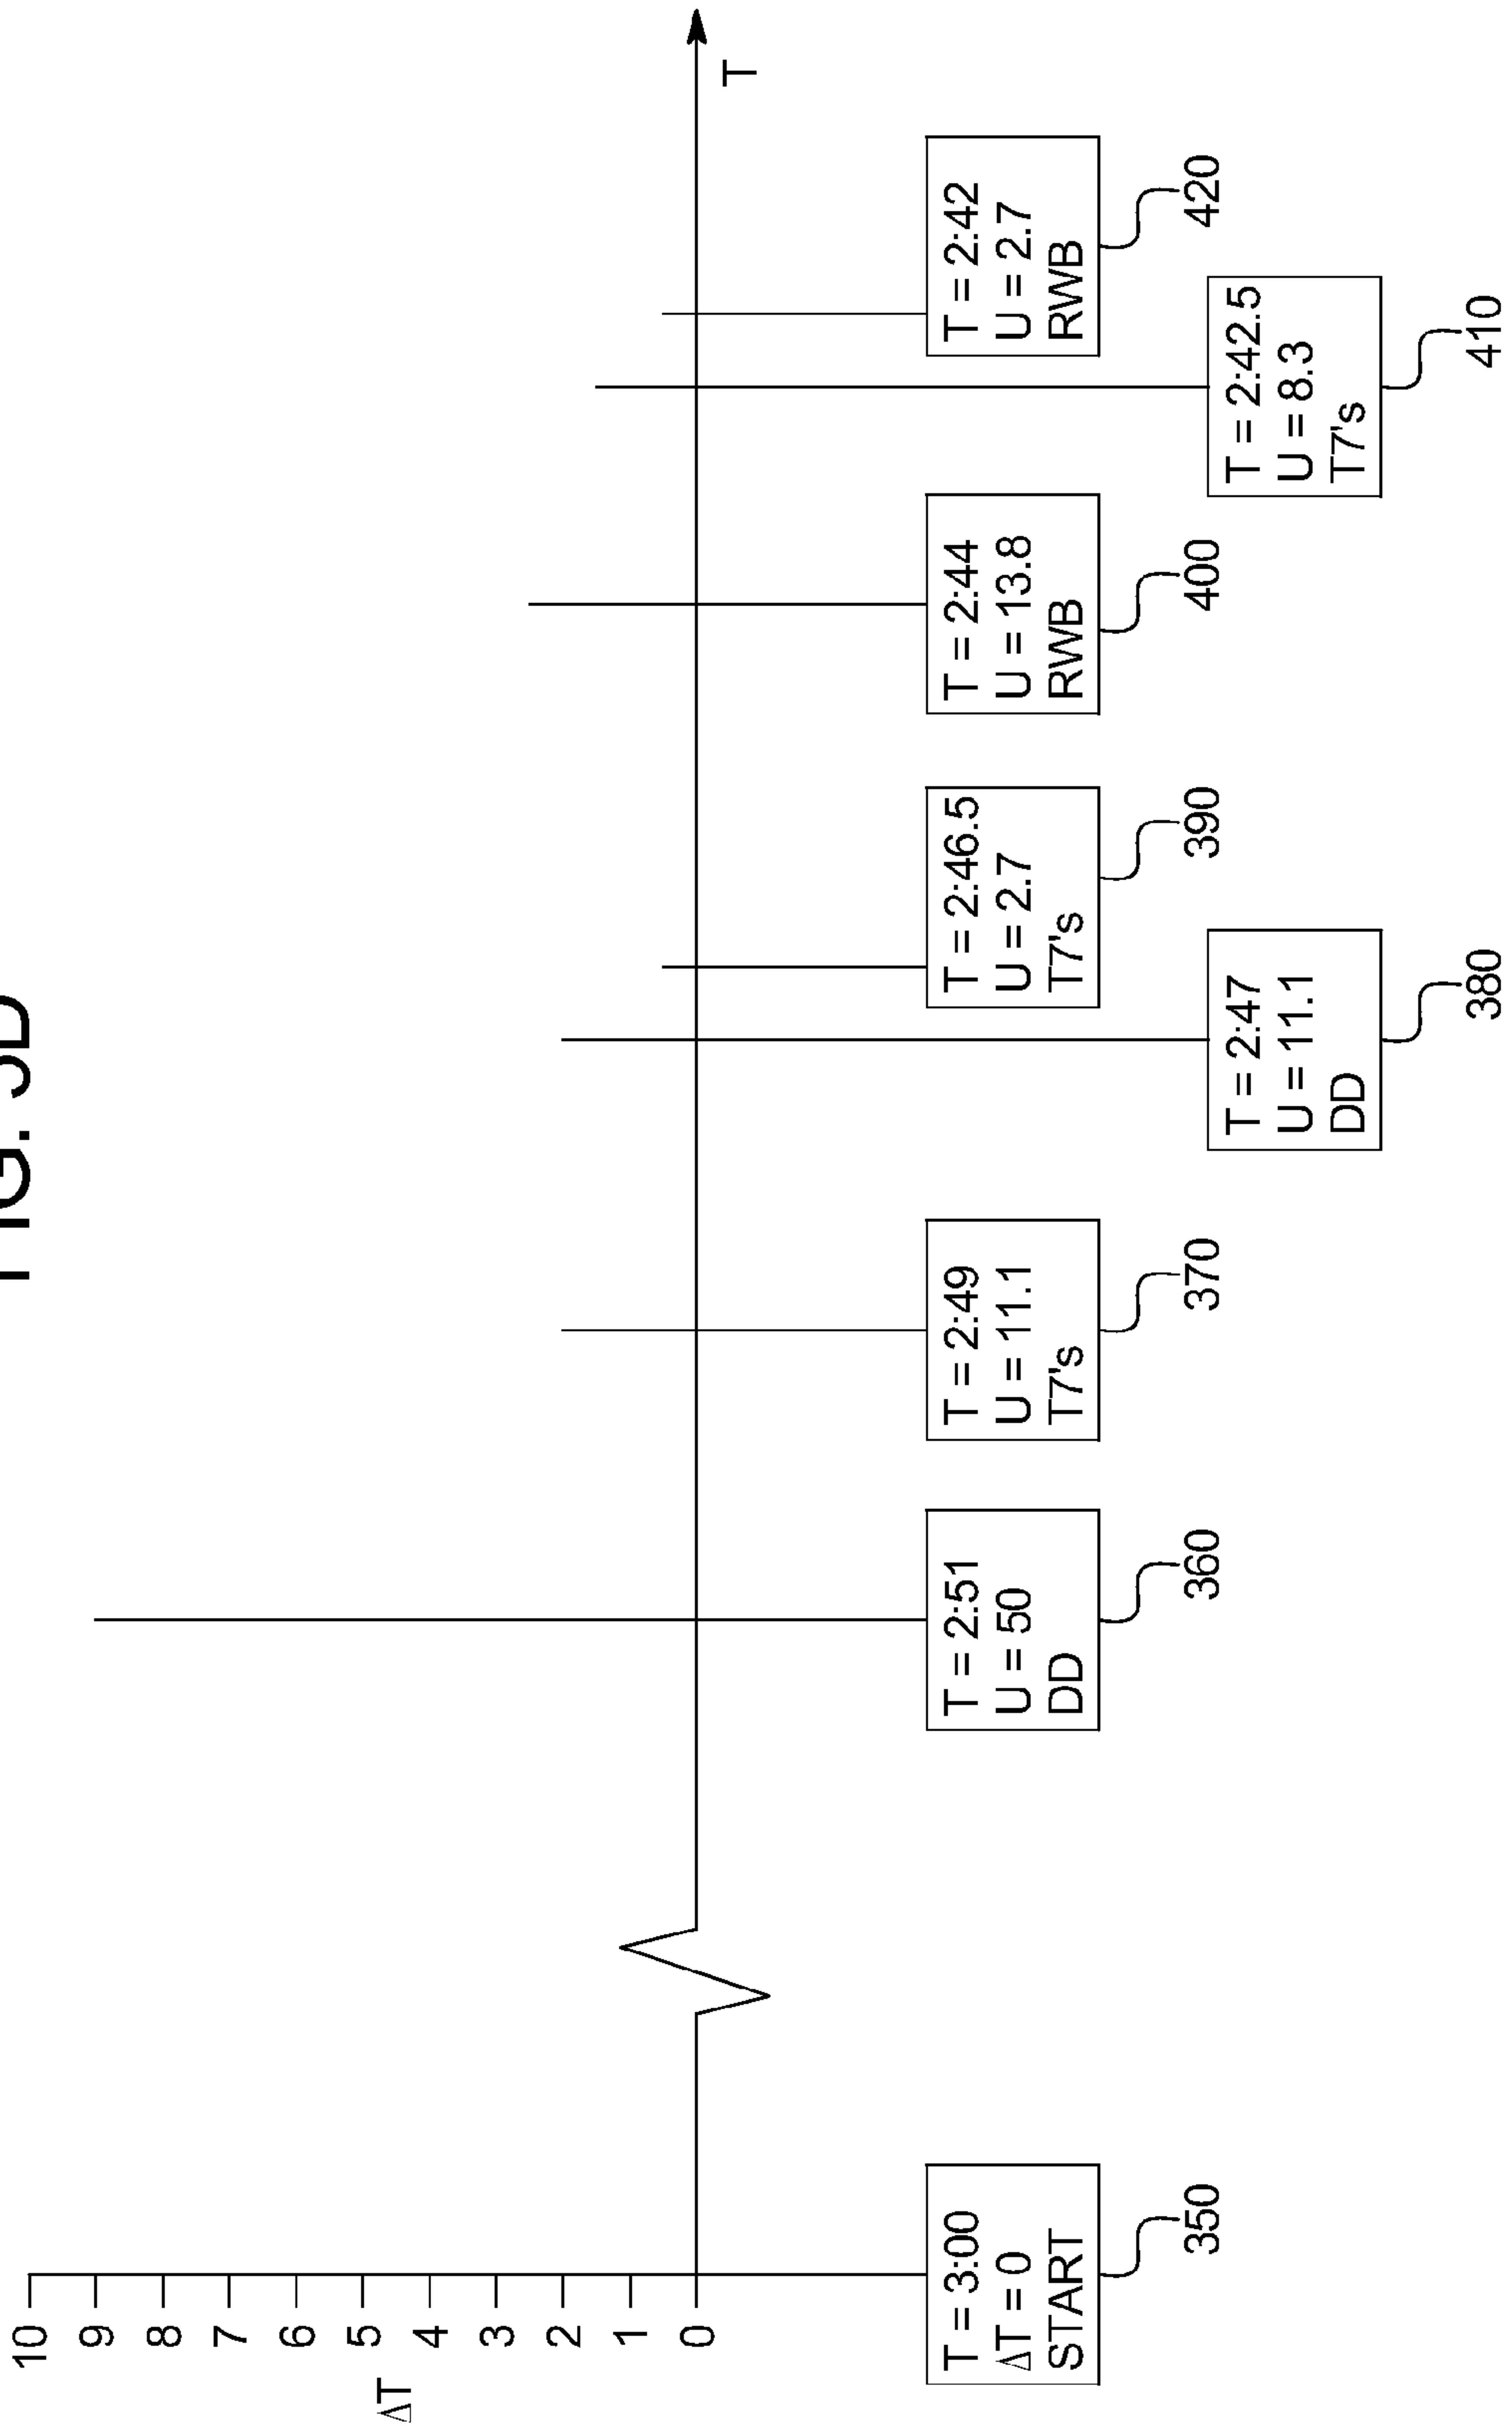 FIG.
ΔT
10
9
8
7
6
5
4
3
2
1
0
T
T = 3:00
ΔT = 0
START
350
T = 2:51
U = 50
DD
360
T = 2:49
U = 11.1
T7's
370
T = 2:47
U = 11.1
DD
380
T = 2:46.5
U = 2.7
T7's
390
T = 2:44
U = 13.8
RWB
400
T = 2:42.5
U = 8.3
T7's
410
T = 2:42
U = 2.7
RWB
420